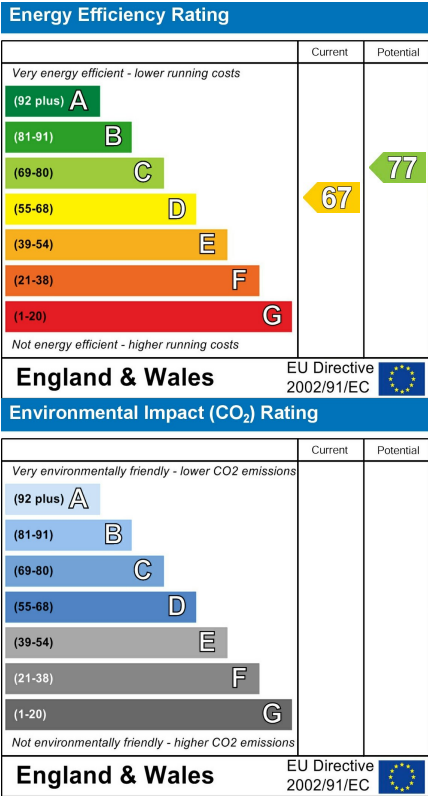 Energy Efficiency Rating
Current Potential
Very energy efficient - lower running costs
(92 plus) A
(81-91) B
(69-80) C
(55-68) D
(39-54) E
(21-38) F
(1-20) G
67
77
Not energy efficient - higher running costs
England & Wales
EU Directive
2002/91/EC
Environmental Impact (CO₂) Rating
Current Potential
Very environmentally friendly - lower CO2 emissions
(92 plus) A
(81-91) B
(69-80) C
(55-68) D
(39-54) E
(21-38) F
(1-20) G
Not environmentally friendly - higher CO2 emissions
England & Wales
EU Directive
2002/91/EC